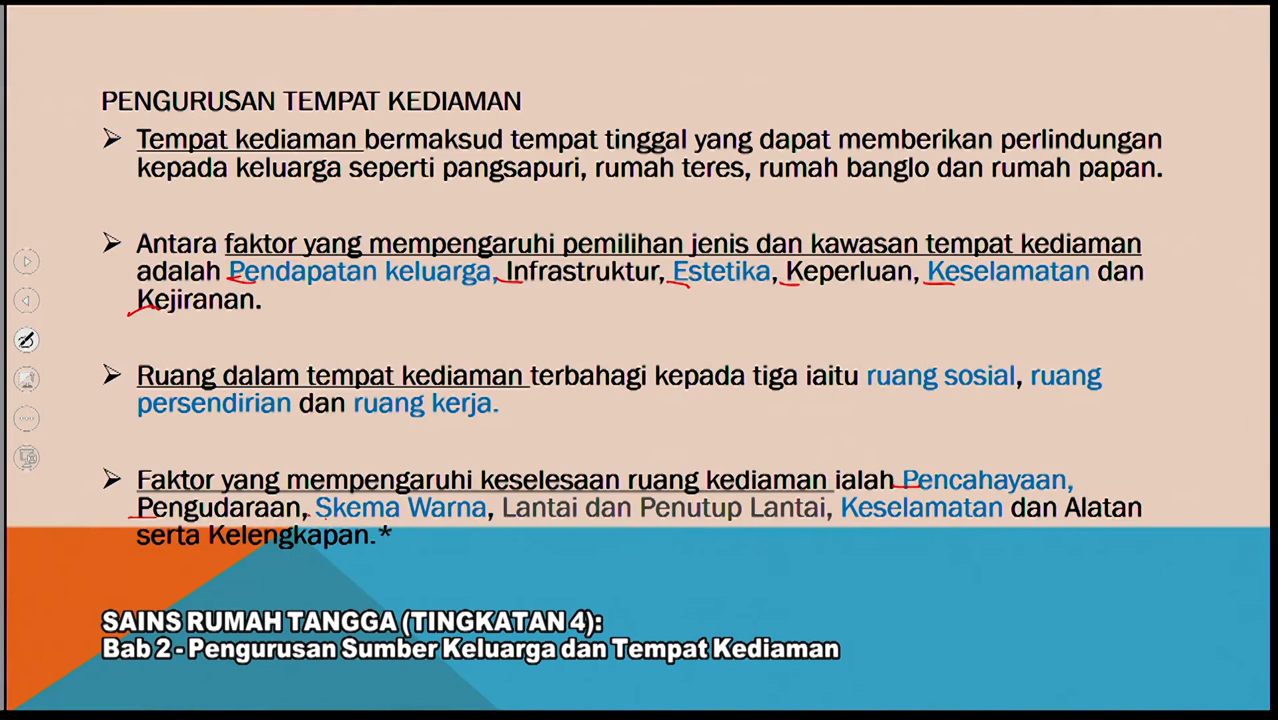 PENGURUSAN TEMPAT KEDIAMAN
Tempat kediaman bermaksud tempat tinggal yang dapat memberikan perlindungan
kepada keluarga seperti pangsapuri, rumah teres, rumah banglo dan rumah papan.
Antara faktor yang mempengaruhi pemilihan jenis dan kawasan tempat kediaman
adalah Pendapatan keluarga, Infrastruktur, Estetika, Keperluan, Keselamatan dan
Kejiranan.
Ruang dalam tempat kediaman terbahagi kepada tiga iaitu ruang sosial, ruang
persendirian dan ruang kerja.
Faktor yang mempengaruhi keselesaan ruang kediaman ialah Pencahayaan,
Pengudaraan, Skema Warna, Lantai dan Penutup Lantai, Keselamatan dan Alatan
serta Kelengkapan.*
SAINS RUMAH TANGGA (TINGKATAN 4):
Bab 2 - Pengurusan Sumber Keluarga dan Tempat Kediaman